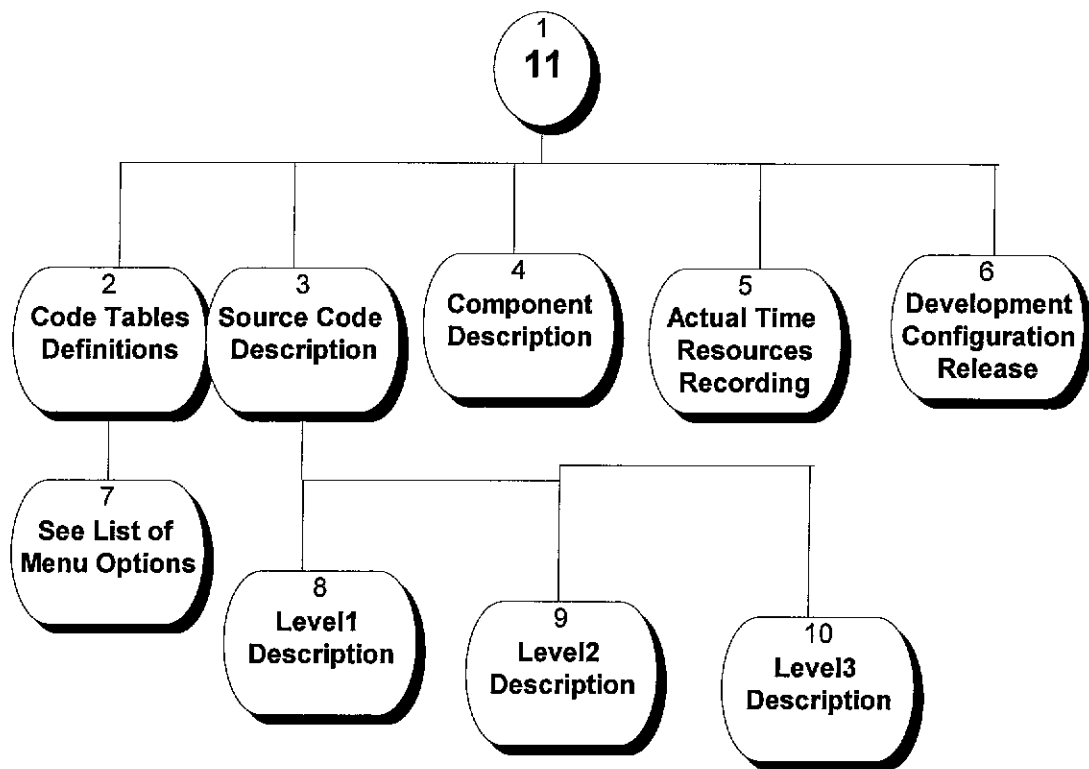 1
11
2
Code Tables
Definitions
3
Source Code
Description
4
Component
Description
5
Actual Time
Resources
Recording
6
Development
Configuration
Release
7
See List of
Menu Options
8
Level1
Description
9
Level2
Description
10
Level3
Description